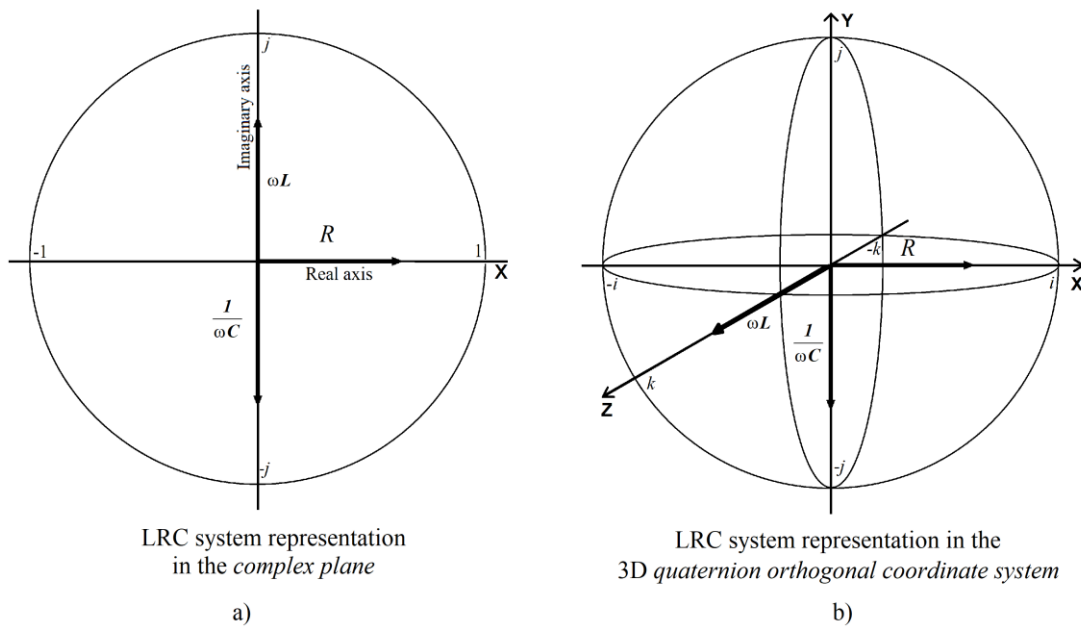 j
Imaginary axis
ωL
R
-1
1
X
Real axis
1
ωC
-j
LRC system representation
in the complex plane
a)
Y
j
-k
R
-i
i
X
ωL
1
ωC
k
Z
-j
LRC system representation in the
3D quaternion orthogonal coordinate system
b)